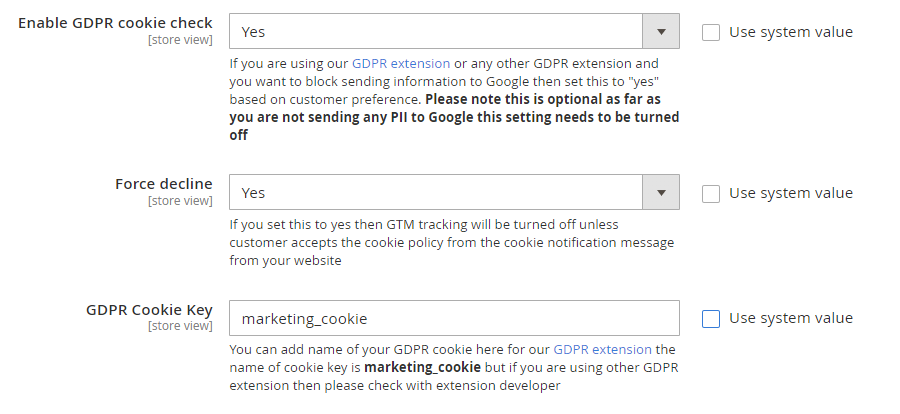 Enable GDPR cookie check
[store view]
Yes
Use system value
If you are using our GDPR extension or any other GDPR extension and
you want to block sending information to Google then set this to "yes"
based on customer preference. Please note this is optional as far as
you are not sending any PII to Google this setting needs to be turned
off
Force decline
[store view]
Yes
Use system value
If you set this to yes then GTM tracking will be turned off unless
customer accepts the cookie policy from the cookie notification message
from your website
GDPR Cookie Key
[store view]
marketing_cookie
Use system value
You can add name of your GDPR cookie here for our GDPR extension the
name of cookie key is marketing_cookie but if you are using other GDPR
extension then please check with extension developer